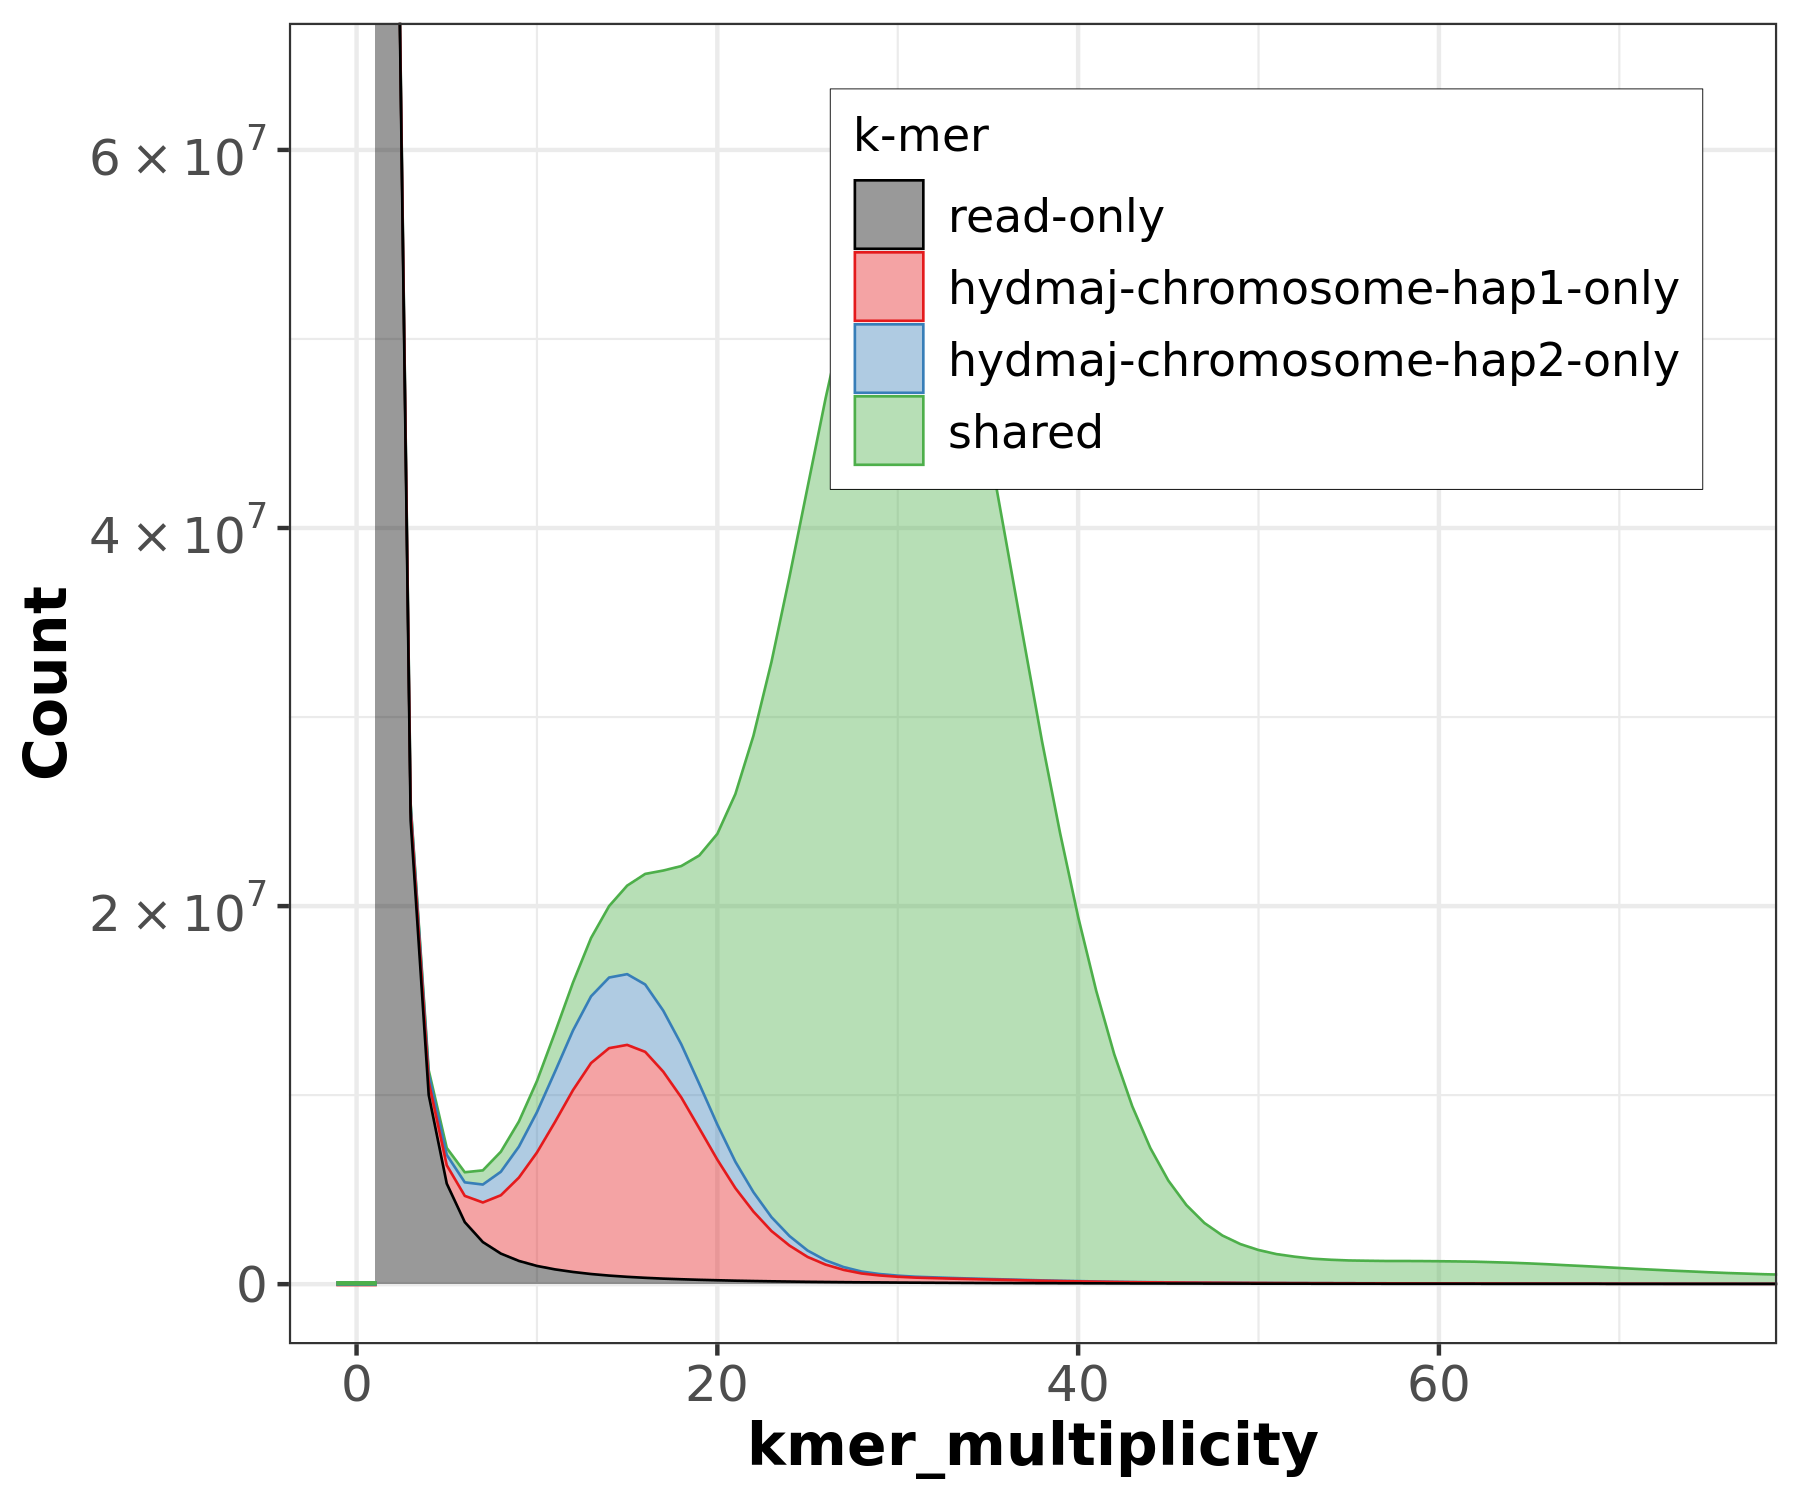 6 × 10⁷
4 × 10⁷
2 × 10⁷
0
Count
k-mer
read-only
hydmaj-chromosome-hap1-only
hydmaj-chromosome-hap2-only
shared
0 20 40 60
kmer_multiplicity